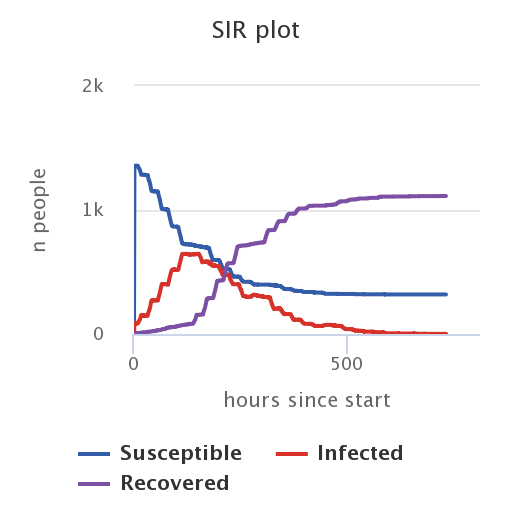 SIR plot
2k
1k
0
n people
0 500
hours since start
Susceptible Infected
Recovered